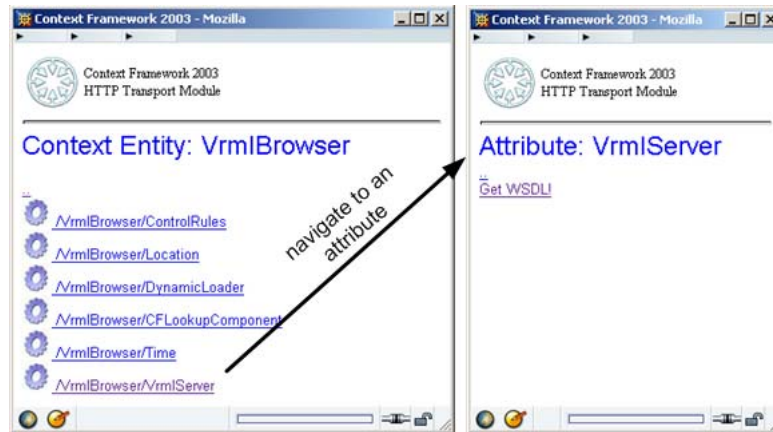 Context Framework 2003 - Mozilla
Context Framework 2003
HTTP Transport Module
Context Entity: VrmlBrowser
..
/VrmlBrowser/ControlRules
/VrmlBrowser/Location
/VrmlBrowser/DynamicLoader
/VrmlBrowser/CFLookupComponent
/VrmlBrowser/Time
/VrmlBrowser/VrmlServer
navigate to an
attribute
Context Framework 2003 - Mozilla
Context Framework 2003
HTTP Transport Module
Attribute: VrmlServer
..
Get WSDL!